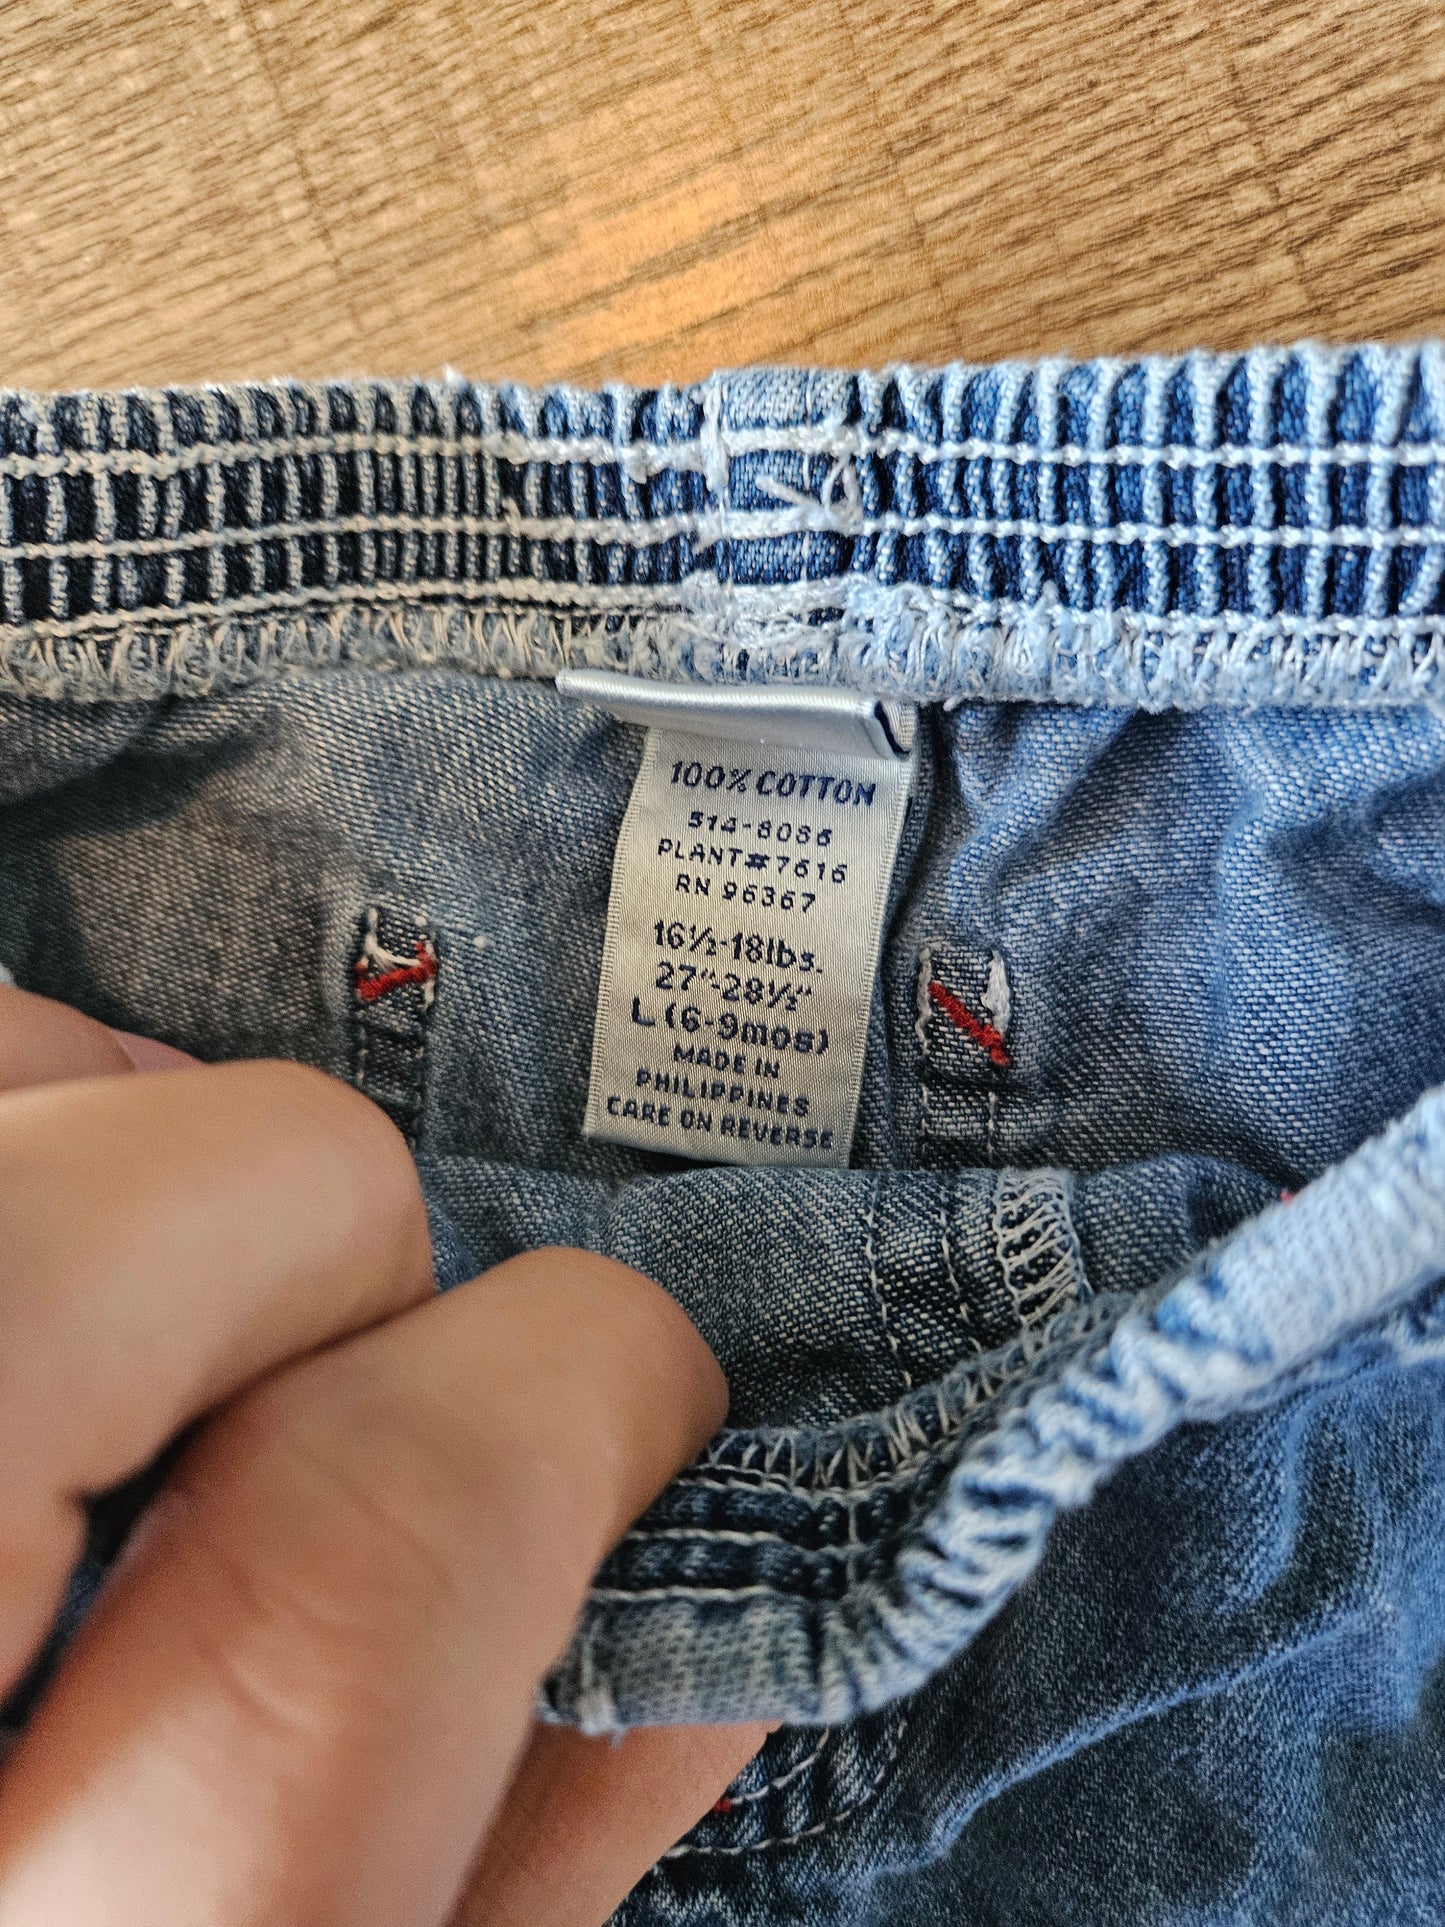 100% COTTON
514-8086
PLANT#7616
RN 96367
16½-18lbs.
27"-28½"
L (6-9mos)
MADE IN
PHILIPPINES
CARE ON REVERSE